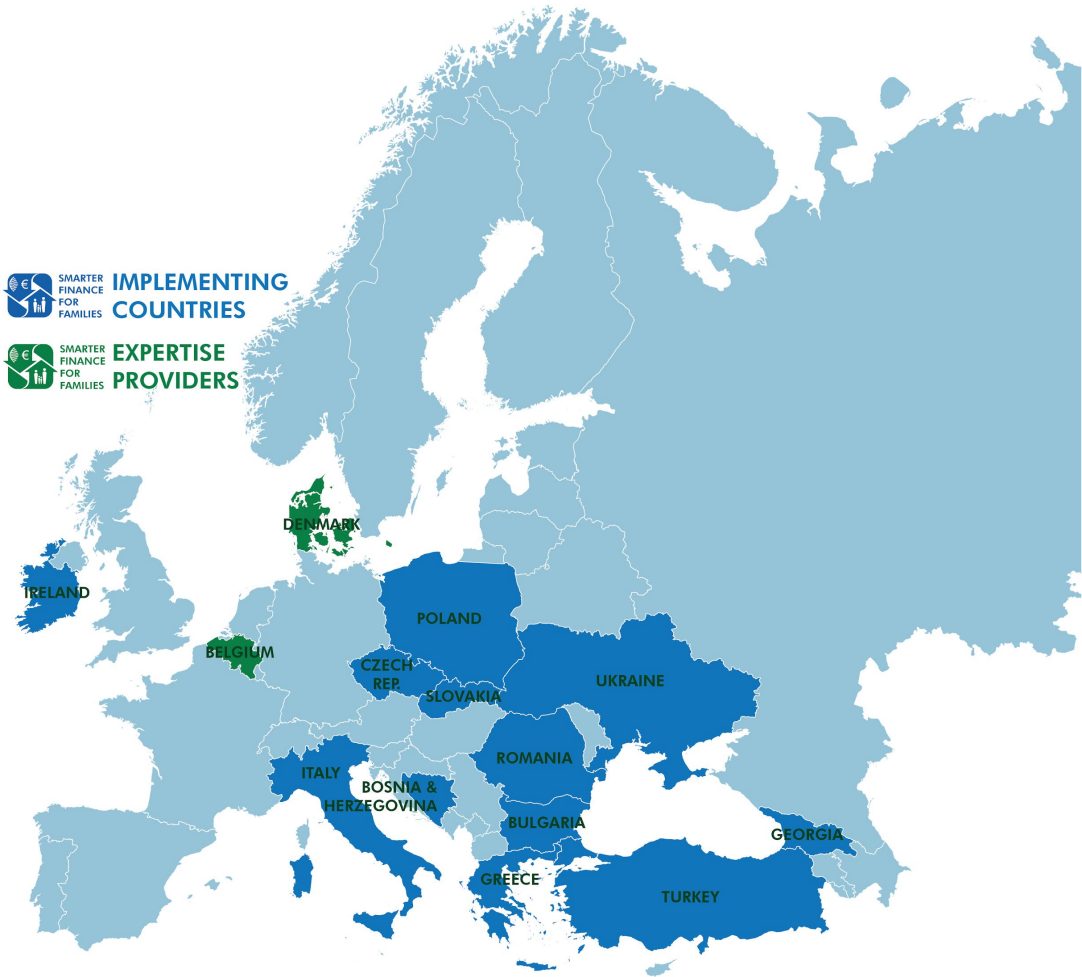 SMARTER
FINANCE
FOR
FAMILIES
IMPLEMENTING
COUNTRIES
SMARTER
FINANCE
FOR
FAMILIES
EXPERTISE
PROVIDERS
DENMARK
IRELAND
POLAND
BELGIUM
CZECH
REP.
SLOVAKIA
UKRAINE
ROMANIA
ITALY
BOSNIA &
HERZEGOVINA
BULGARIA
GEORGIA
GREECE
TURKEY